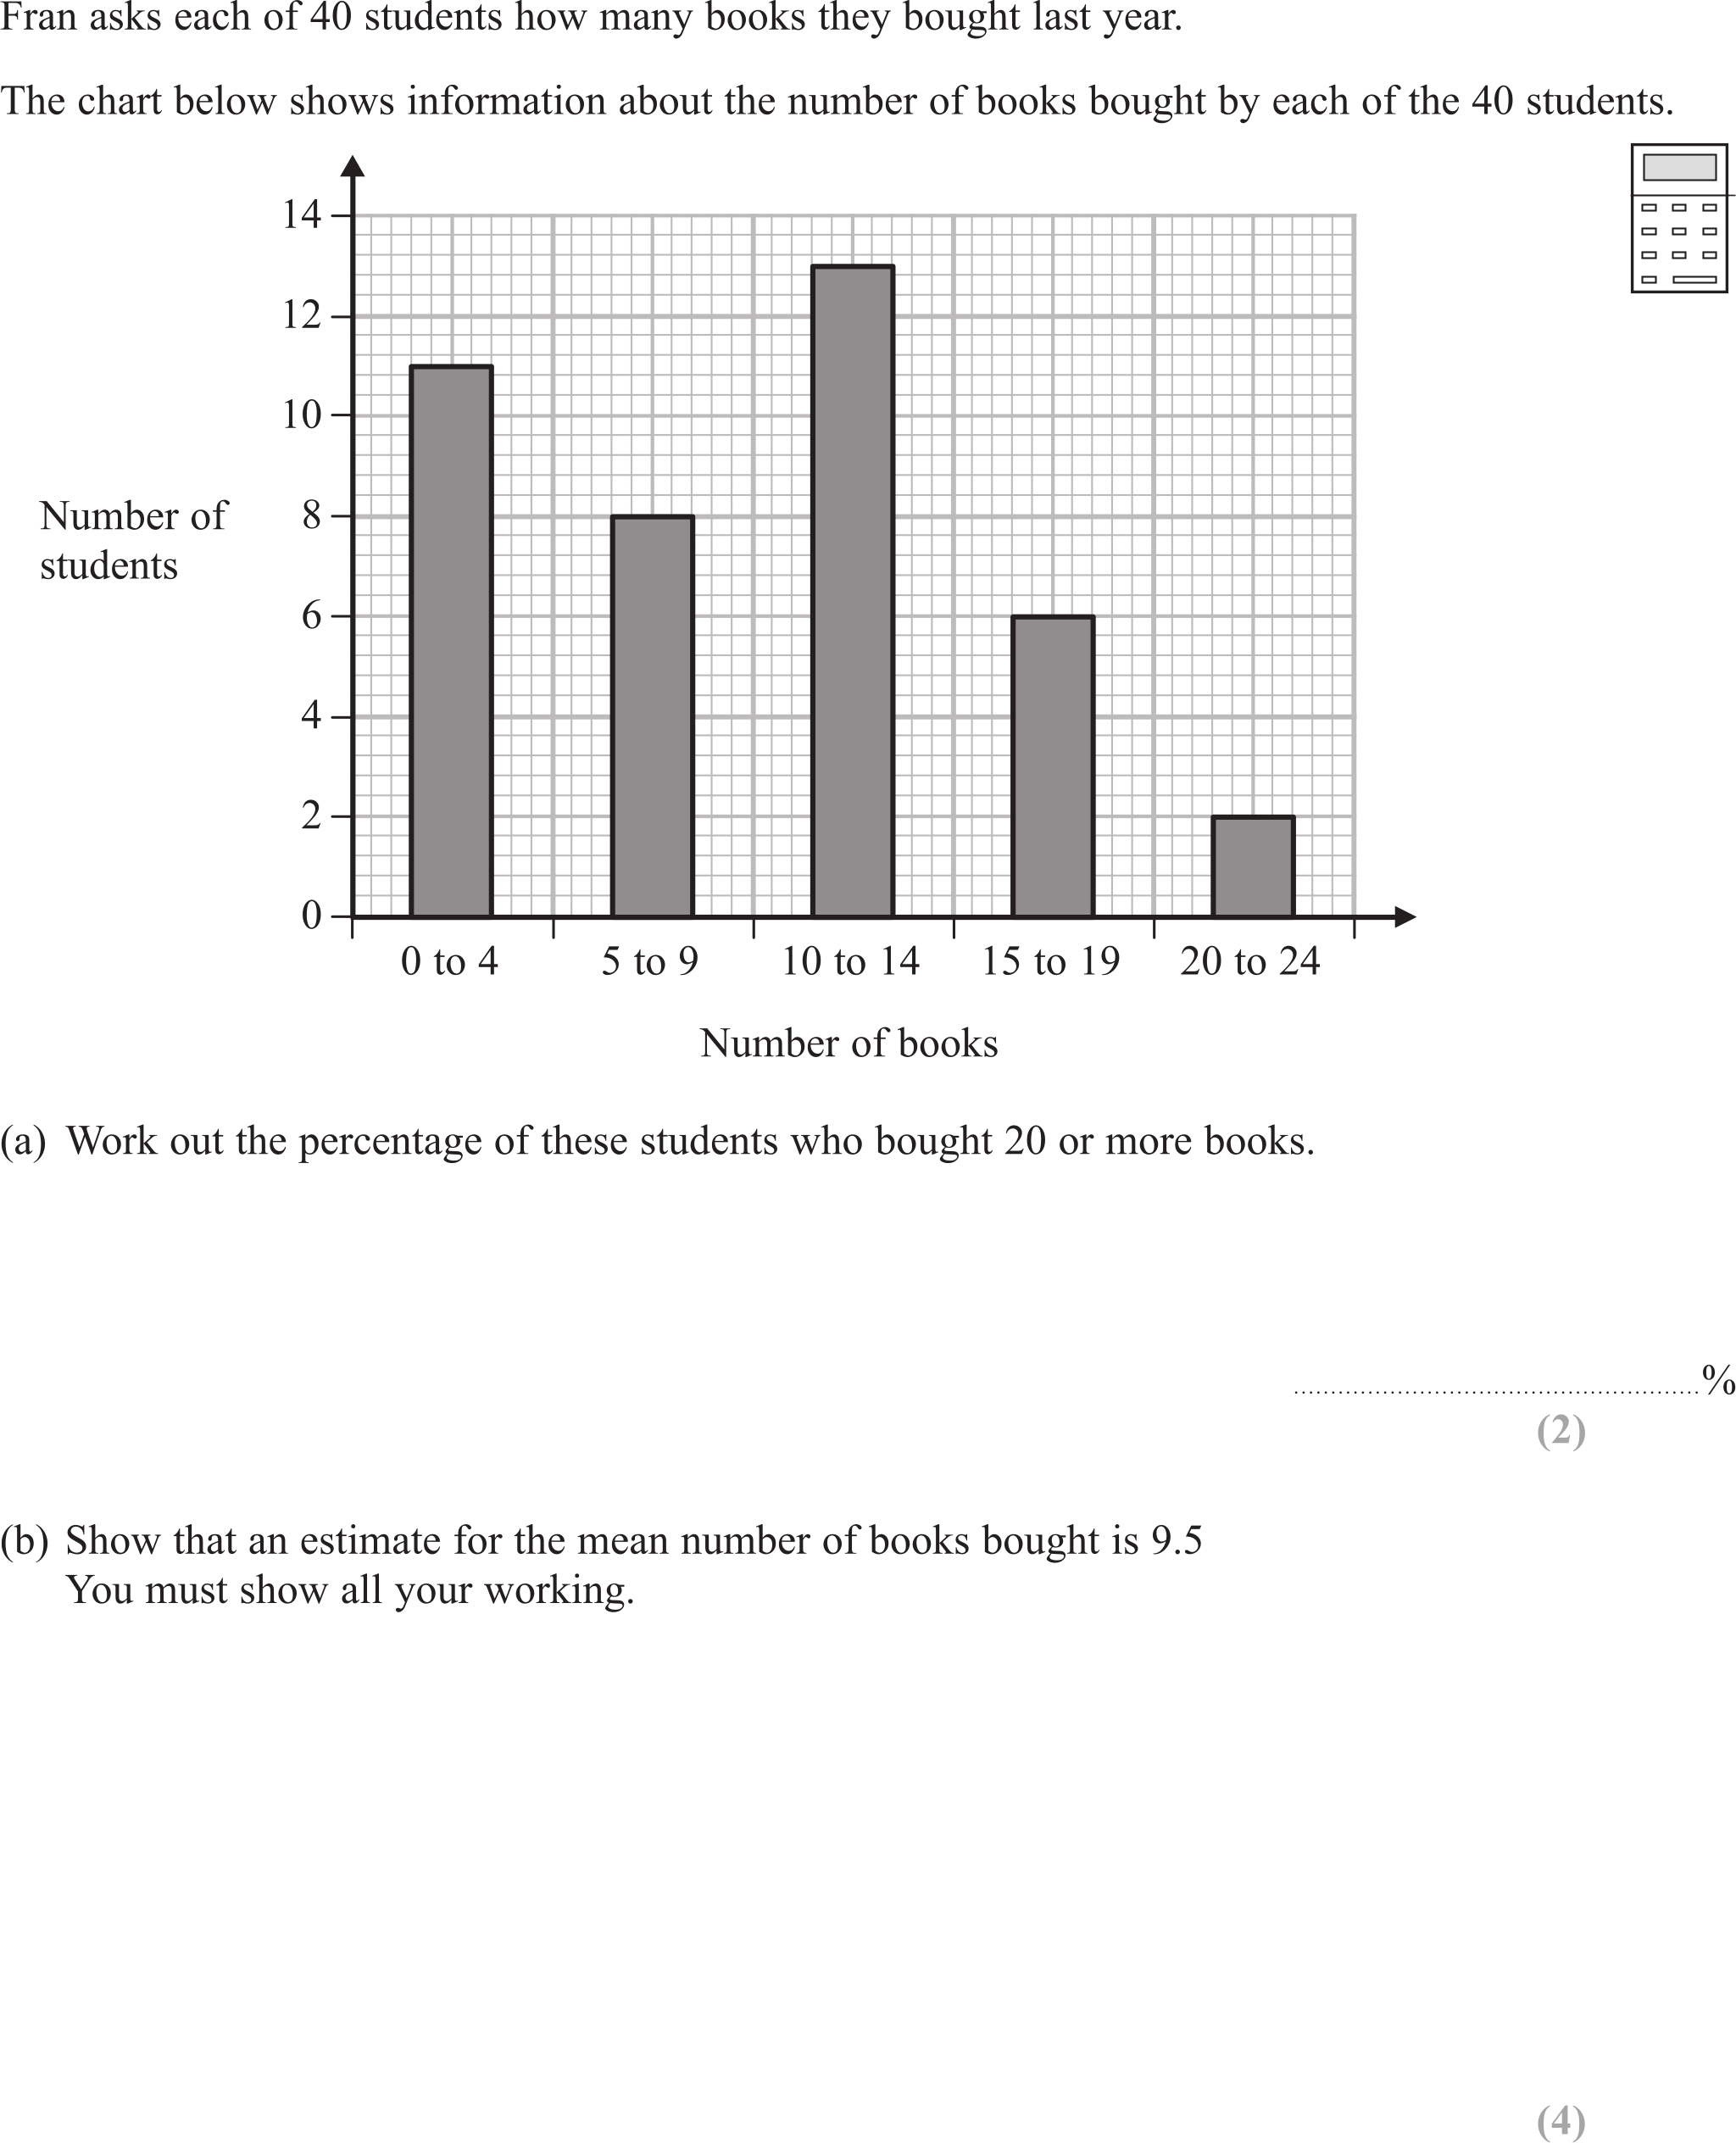 Fran asks each of 40 students how many books they bought last year.
The chart below shows information about the number of books bought by each of the 40 students.
14
12
10
8
6
4
2
0
Number of
students
0 to 4 5 to 9 10 to 14 15 to 19 20 to 24
Number of books
(a) Work out the percentage of these students who bought 20 or more books.
........................................................%
(2)
(b) Show that an estimate for the mean number of books bought is 9.5
You must show all your working.
(4)